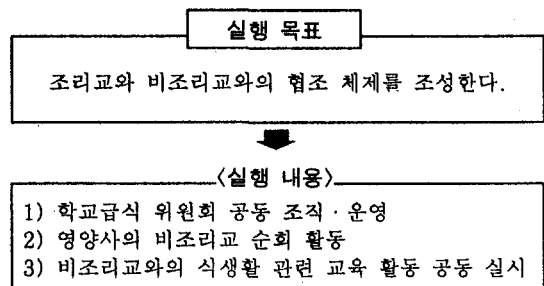 실행 목표
조리교와 비조리교와의 협조 체제를 조성한다.
〈실행 내용〉
1) 학교급식 위원회 공동 조직·운영
2) 영양사의 비조리교 순회 활동
3) 비조리교와의 식생활 관련 교육 활동 공동 실시